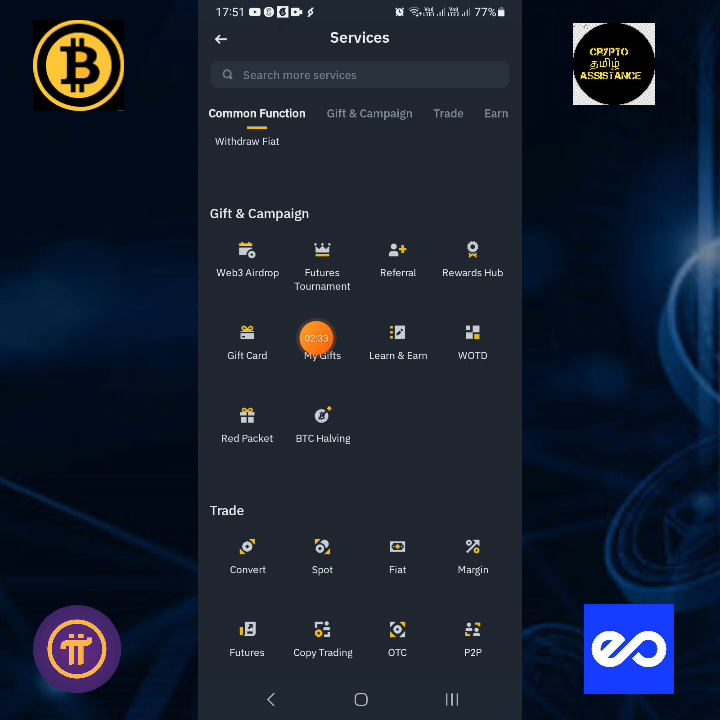 17:51
77%
CRYPTO
தமிழ்
ASSISTANCE
Services
Search more services
Common Function Gift & Campaign Trade Earn
Withdraw Fiat
Gift & Campaign
Web3 Airdrop
Futures Tournament
Referral
Rewards Hub
Gift Card
02:33
My Gifts
Learn & Earn
WOTD
Red Packet
BTC Halving
Trade
Convert
Spot
Fiat
Margin
Futures
Copy Trading
OTC
P2P